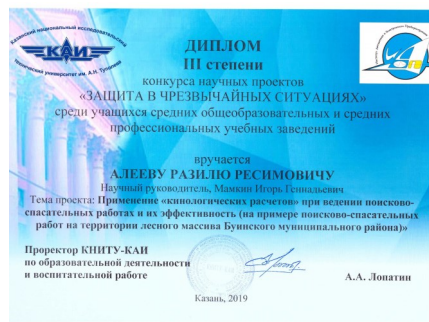 Казанский национальный исследовательский
КАИ
технический университет им. А.Н. Туполева
ДИПЛОМ
III степени
конкурса научных проектов
«ЗАЩИТА В ЧРЕЗВЫЧАЙНЫХ СИТУАЦИЯХ»
среди учащихся средних общеобразовательных и средних
профессиональных учебных заведений
вручается
АЛЕЕВУ РАЗИЛЮ РЕСИМОВИЧУ
Научный руководитель, Мамкин Игорь Геннадьевич
Тема проекта: Применение «кинологических расчетов» при ведении поисково-
спасательных работах и их эффективность (на примере поисково-спасательных
работ на территории лесного массива Буинского муниципального района)»
Проректор КНИТУ-КАИ
по образовательной деятельности
и воспитательной работе
А.А. Лопатин
Казань, 2019